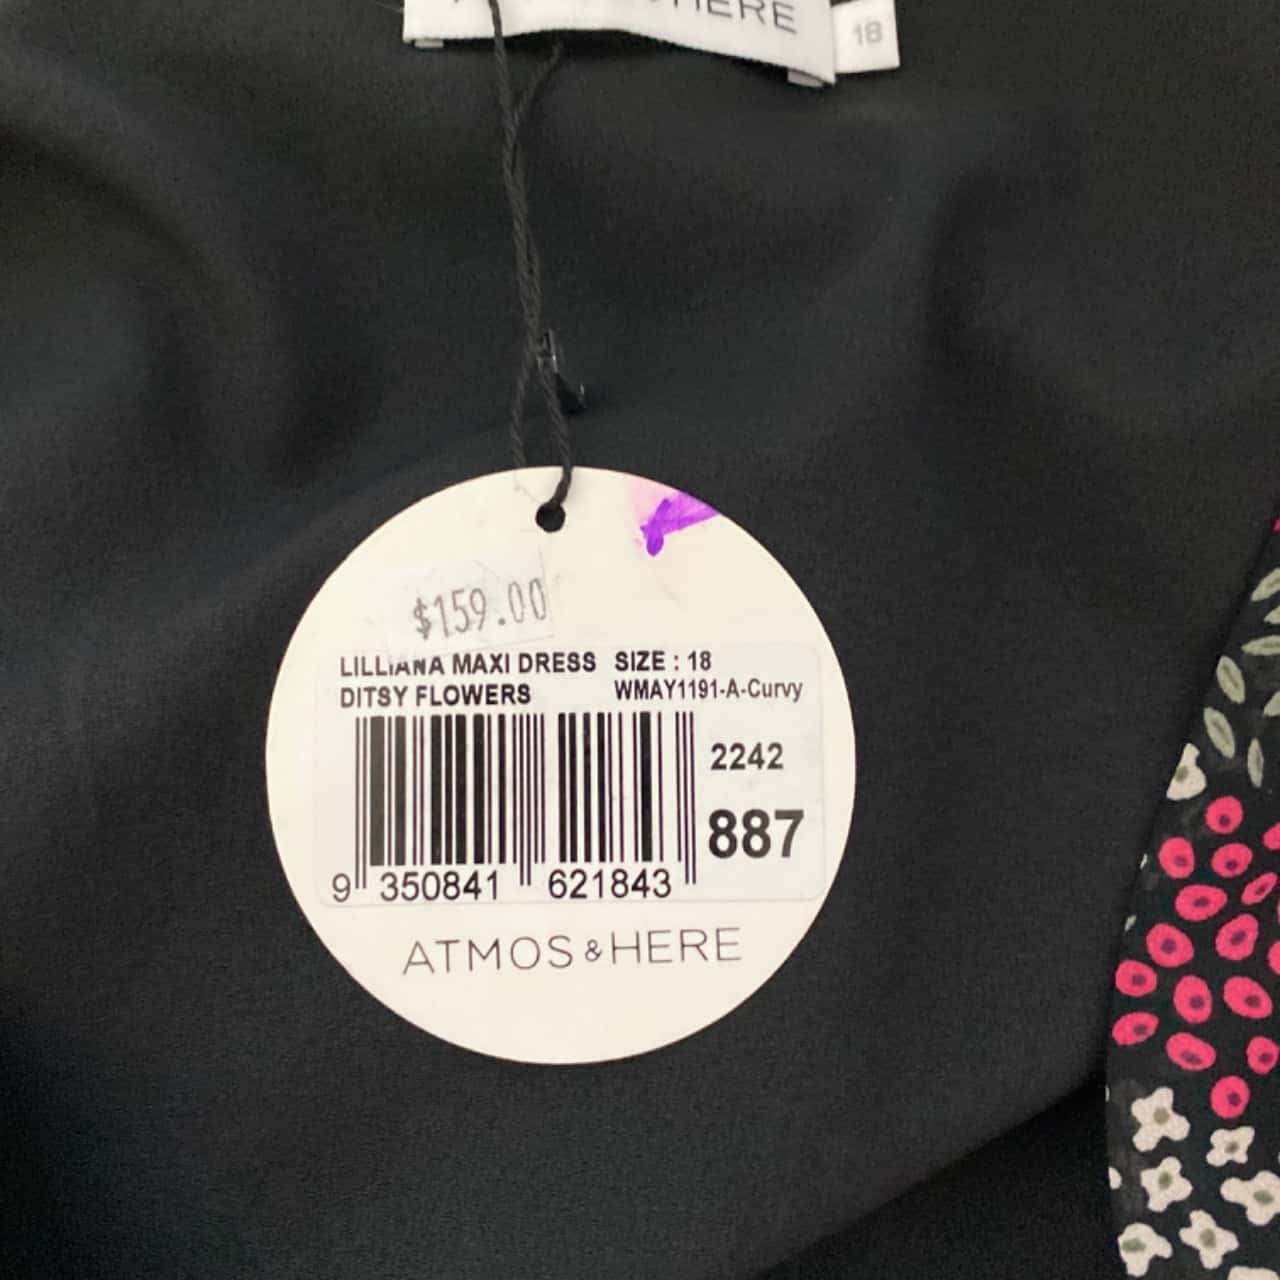 HERE
18
$159.00
LILLIANA MAXI DRESS SIZE : 18
DITSY FLOWERS WMAY1191-A-Curvy
2242
887
9 350841 621843
ATMOS & HERE